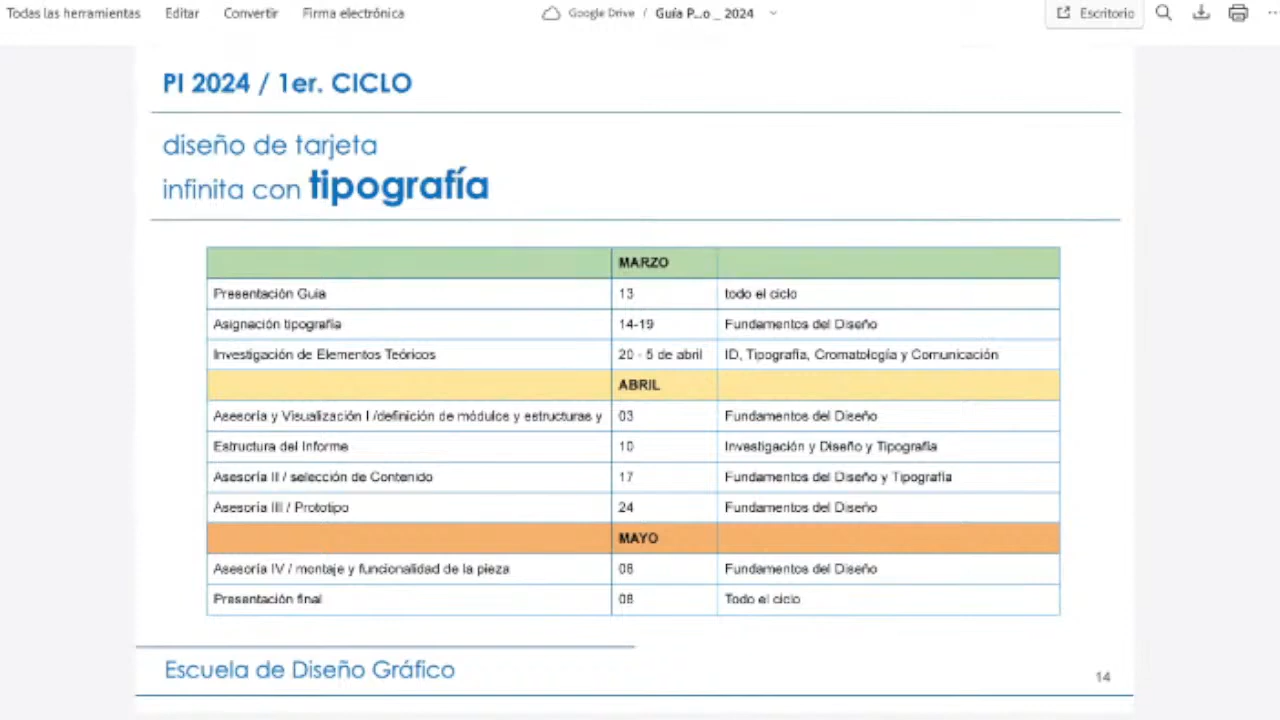 Todas las herramientas Editar Convertir Firma electrónica Google Drive / Guía P...o _ 2024 Escritorio
PI 2024 / 1er. CICLO
diseño de tarjeta
infinita con tipografía
MARZO
Presentación Guia 13 todo el ciclo
Asignación tipografía 14-19 Fundamentos del Diseño
Investigación de Elementos Teóricos 20 - 5 de abril ID, Tipografía, Cromatología y Comunicación
ABRIL
Asesoría y Visualización I /definición de módulos y estructuras y 03 Fundamentos del Diseño
Estructura del Informe 10 Investigación y Diseño y Tipografía
Asesoría II / selección de Contenido 17 Fundamentos del Diseño y Tipografía
Asesoría III / Prototipo 24 Fundamentos del Diseño
MAYO
Asesoría IV / montaje y funcionalidad de la pieza Fundamentos del Diseño
Presentación final 08 Todo el ciclo
Escuela de Diseño Gráfico
14